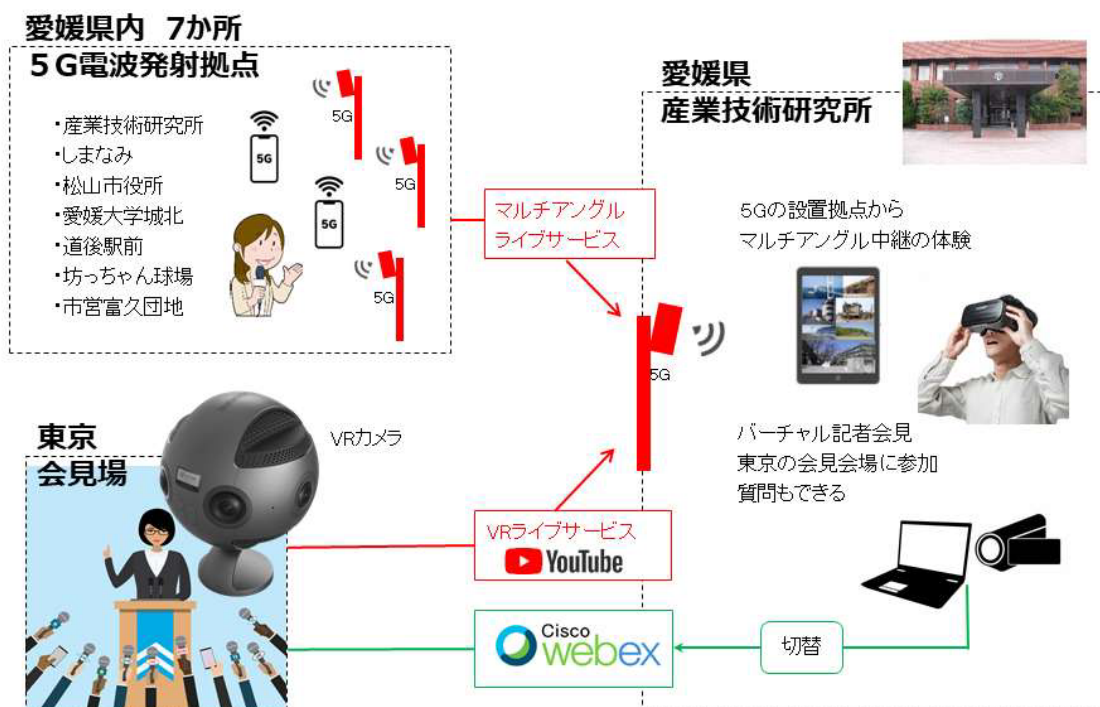 愛媛県内 7か所
5G電波発射拠点
・産業技術研究所
・しまなみ
・松山市役所
・愛媛大学城北
・道後駅前
・坊っちゃん球場
・市営富久団地
5G
5G
5G
5G
5G
マルチアングル
ライブサービス
愛媛県
産業技術研究所
5Gの設置拠点から
マルチアングル中継の体験
5G
バーチャル記者会見
東京の会見会場に参加
質問もできる
東京
会見場
VRカメラ
VRライブサービス
YouTube
Cisco
webex
切替